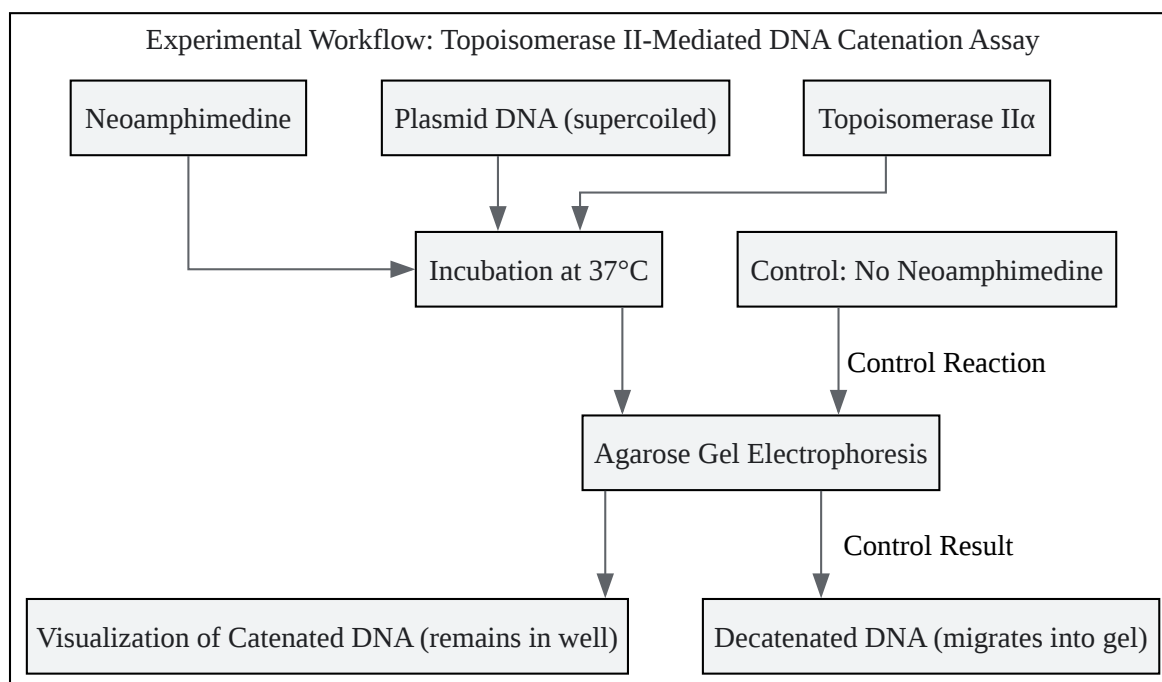 Experimental Workflow: Topoisomerase II-Mediated DNA Catenation Assay
Neoamphimedine
Plasmid DNA (supercoiled)
Topoisomerase IIα
Incubation at 37°C
Control: No Neoamphimedine
Control Reaction
Agarose Gel Electrophoresis
Control Result
Visualization of Catenated DNA (remains in well)
Decatenated DNA (migrates into gel)